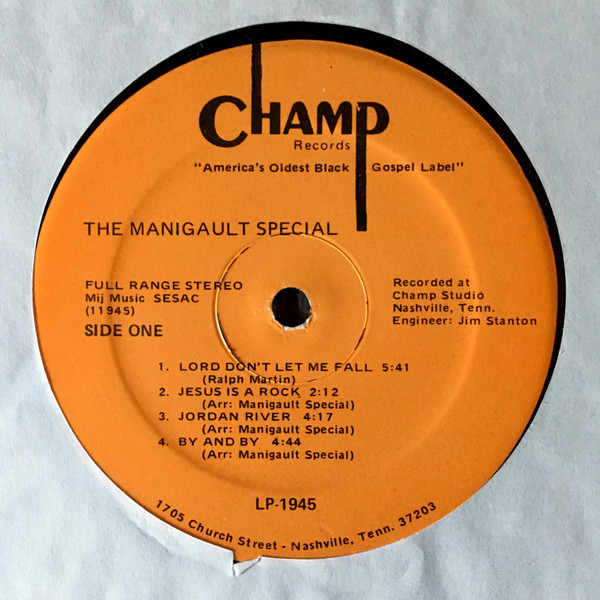 CHAMP
Records
"America's Oldest Black Gospel Label"
THE MANIGAULT SPECIAL
FULL RANGE STEREO
Mij Music SESAC
(11945)
SIDE ONE
Recorded at
Champ Studio
Nashville, Tenn.
Engineer: Jim Stanton
1. LORD DON'T LET ME FALL 5:41
(Ralph Martin)
2. JESUS IS A ROCK 2:12
(Arr: Manigault Special)
3. JORDAN RIVER 4:17
(Arr: Manigault Special)
4. BY AND BY 4:44
(Arr: Manigault Special)
LP-1945
1705 Church Street - Nashville, Tenn. 37203